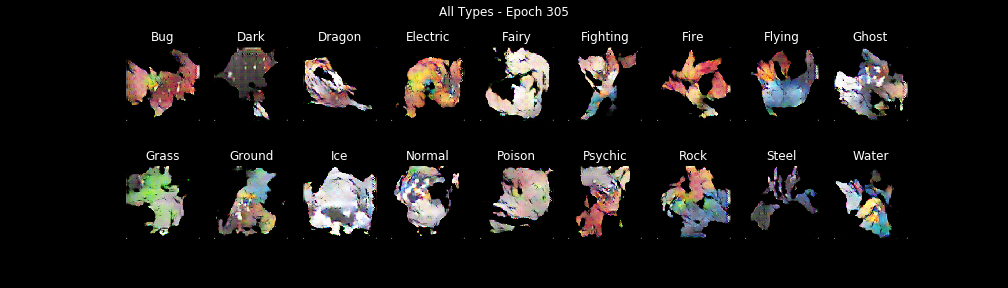 All Types - Epoch 305
Bug Dark Dragon Electric Fairy Fighting Fire Flying Ghost
Grass Ground Ice Normal Poison Psychic Rock Steel Water